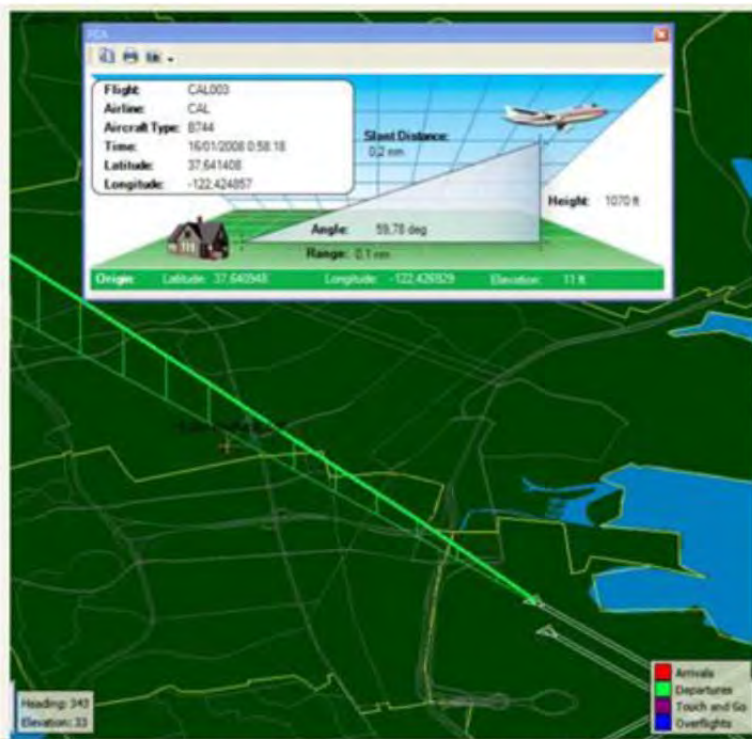 PCA
Flight: CAL003
Airline: CAL
Aircraft Type: B744
Time: 16/01/2008 0:58:18
Latitude: 37.641408
Longitude: -122.424857
Slant Distance:
0.2 nm
Height: 1070 ft
Angle: 59.78 deg
Range: 0.1 nm
Origin: Latitude: 37.640948 Longitude: -122.426929 Elevation: 11 ft
Heading: 343
Elevation: 33
Arrivals
Departures
Touch and Go
Overflights